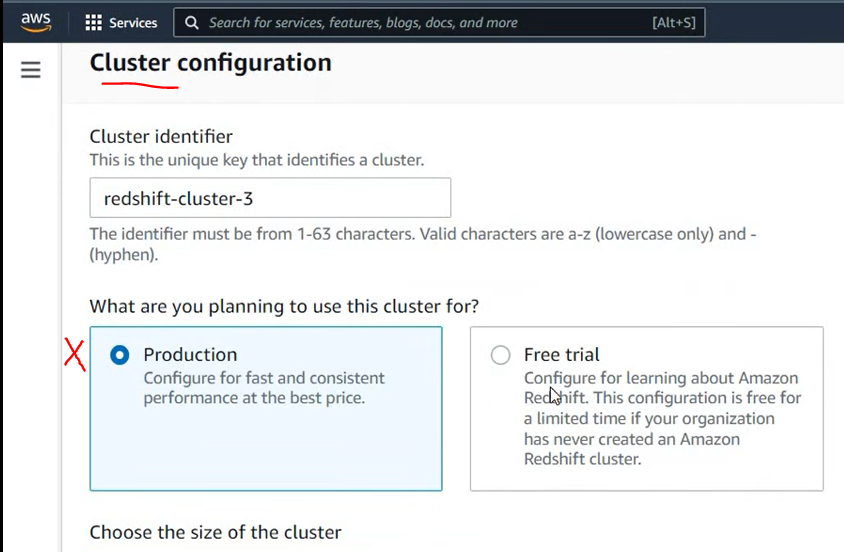 aws
Services
Search for services, features, blogs, docs, and more
[Alt+S]
Cluster configuration
Cluster identifier
This is the unique key that identifies a cluster.
redshift-cluster-3
The identifier must be from 1-63 characters. Valid characters are a-z (lowercase only) and -
(hyphen).
What are you planning to use this cluster for?
Production
Configure for fast and consistent
performance at the best price.
Free trial
Configure for learning about Amazon
Redshift. This configuration is free for
a limited time if your organization
has never created an Amazon
Redshift cluster.
Choose the size of the cluster